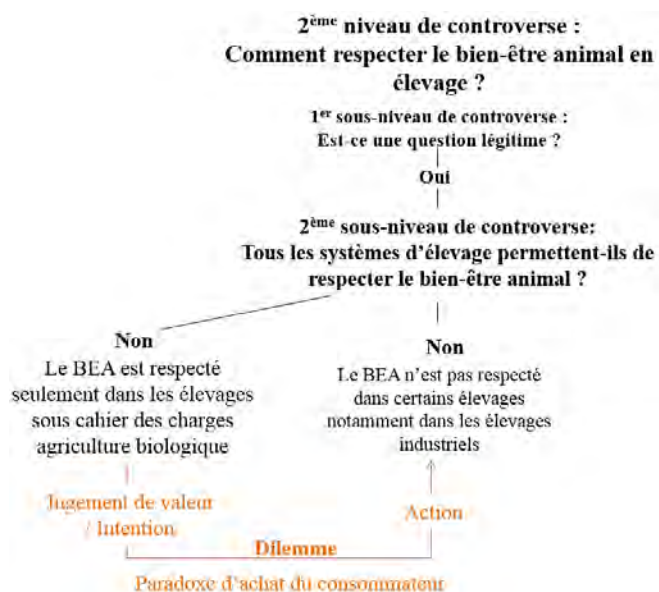 2ème niveau de controverse :
Comment respecter le bien-être animal en
élevage ?
1er sous-niveau de controverse :
Est-ce une question légitime ?
Oui
2ème sous-niveau de controverse:
Tous les systèmes d'élevage permettent-ils de
respecter le bien-être animal ?
Non
Le BEA est respecté
seulement dans les élevages
sous cahier des charges
agriculture biologique
Non
Le BEA n'est pas respecté
dans certains élevages
notamment dans les élevages
industriels
Jugement de valeur
/ Intention
Action
Dilemme
Paradoxe d'achat du consommateur